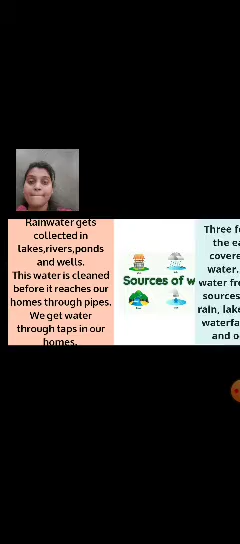 Rainwater gets
collected in
lakes,rivers,ponds
and wells.
This water is cleaned
before it reaches our
homes through pipes.
We get water
through taps in our
homes.
Sources of w
Three f
the ea
covere
water.
water fre
sources
rain, lake
waterfa
and o